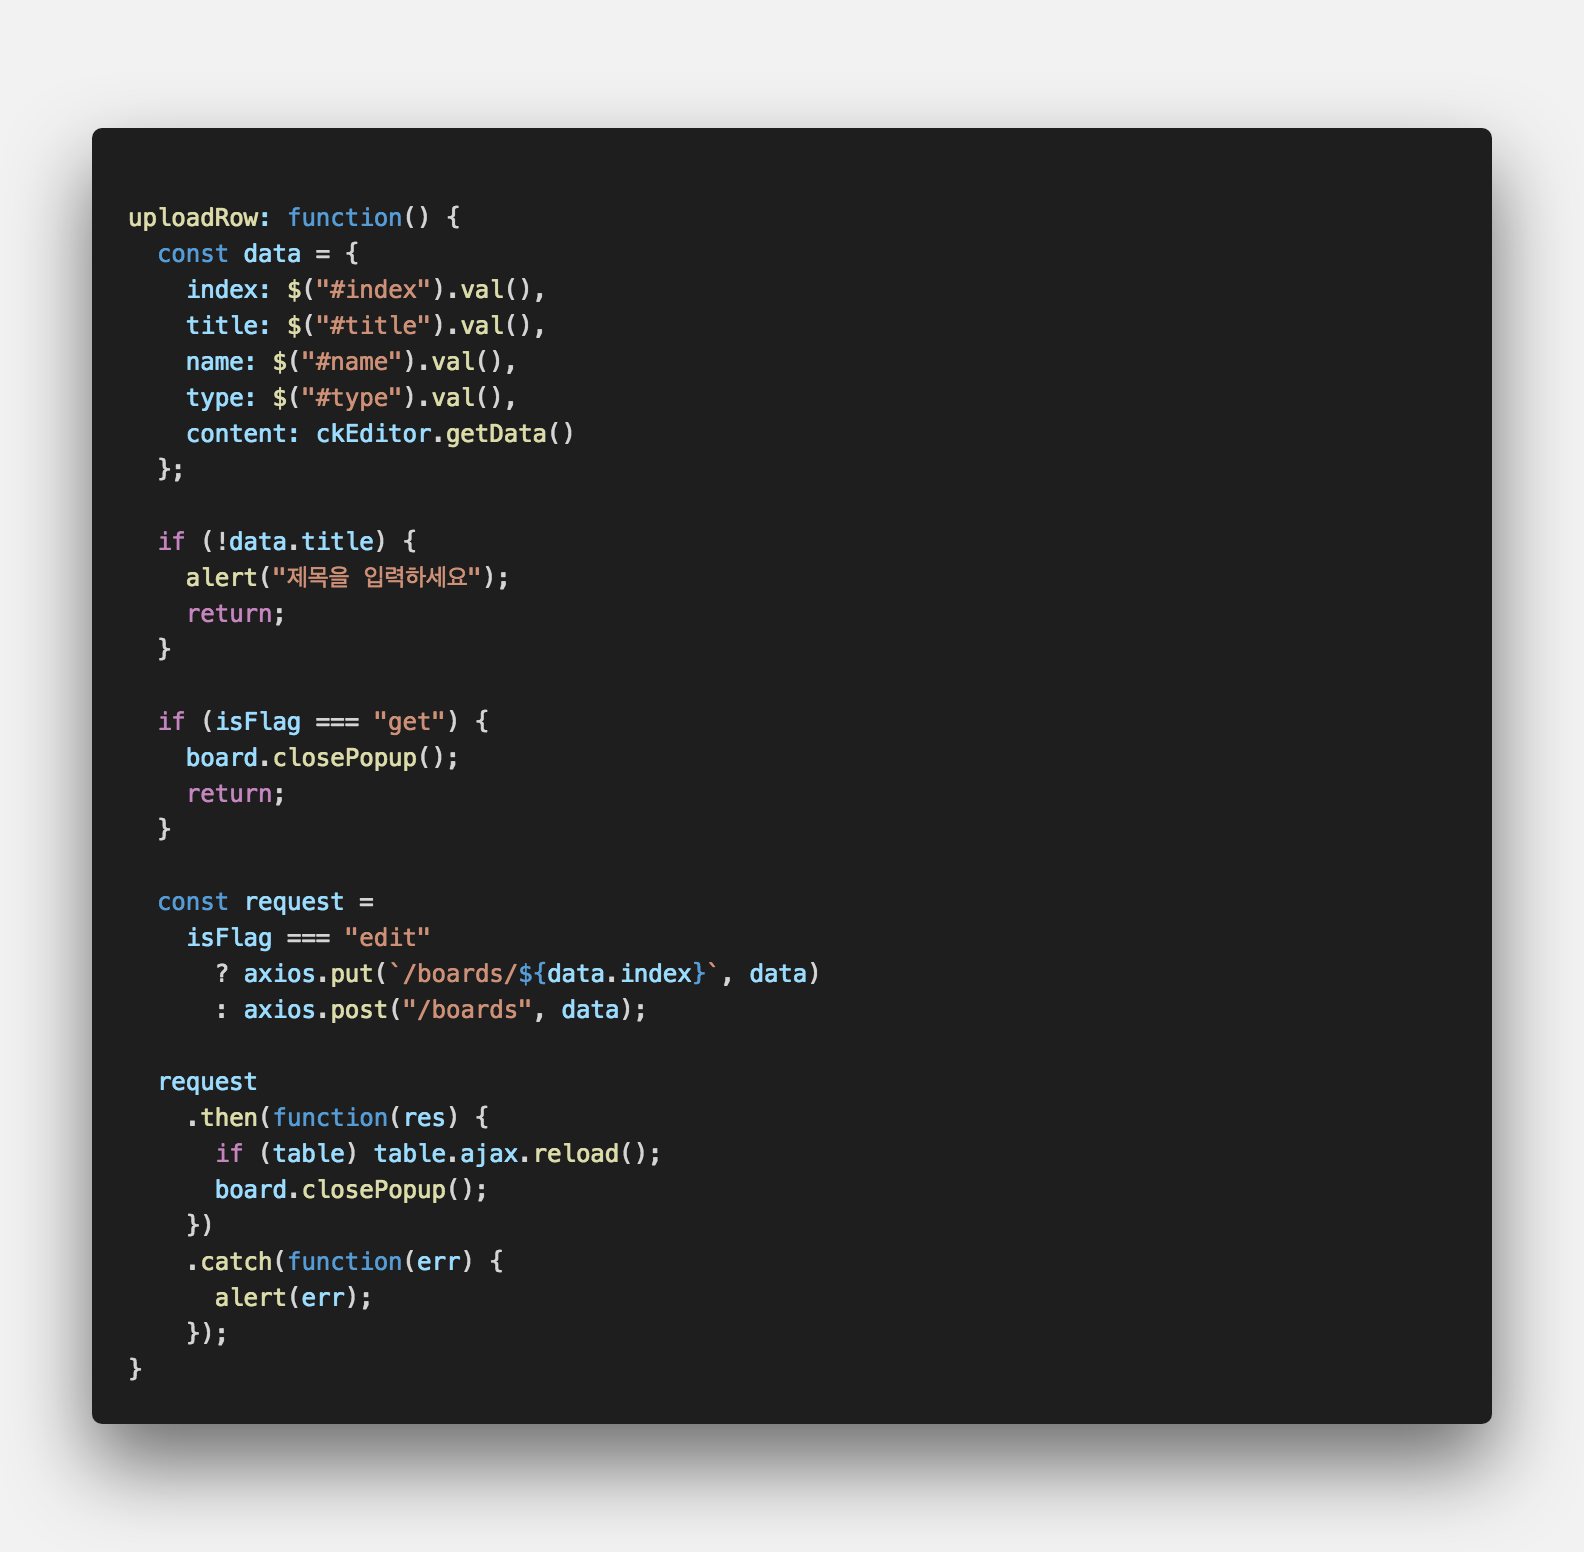 uploadRow: function() {
  const data = {
    index: $("#index").val(),
    title: $("#title").val(),
    name: $("#name").val(),
    type: $("#type").val(),
    content: ckEditor.getData()
  };

  if (!data.title) {
    alert("제목을 입력하세요");
    return;
  }

  if (isFlag === "get") {
    board.closePopup();
    return;
  }

  const request =
    isFlag === "edit"
      ? axios.put(`/boards/${data.index}`, data)
      : axios.post("/boards", data);

  request
    .then(function(res) {
      if (table) table.ajax.reload();
      board.closePopup();
    })
    .catch(function(err) {
      alert(err);
    });
}